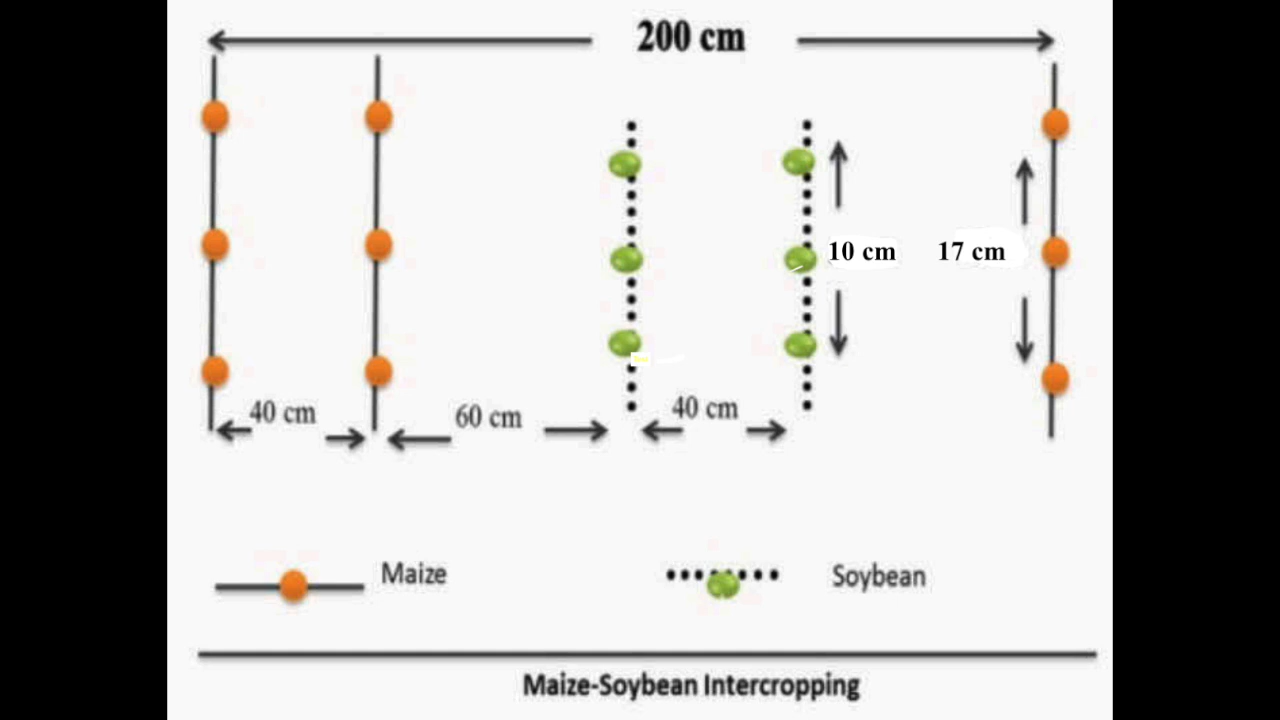 200 cm
10 cm 17 cm
40 cm 60 cm 40 cm
Maize Soybean
Maize-Soybean Intercropping